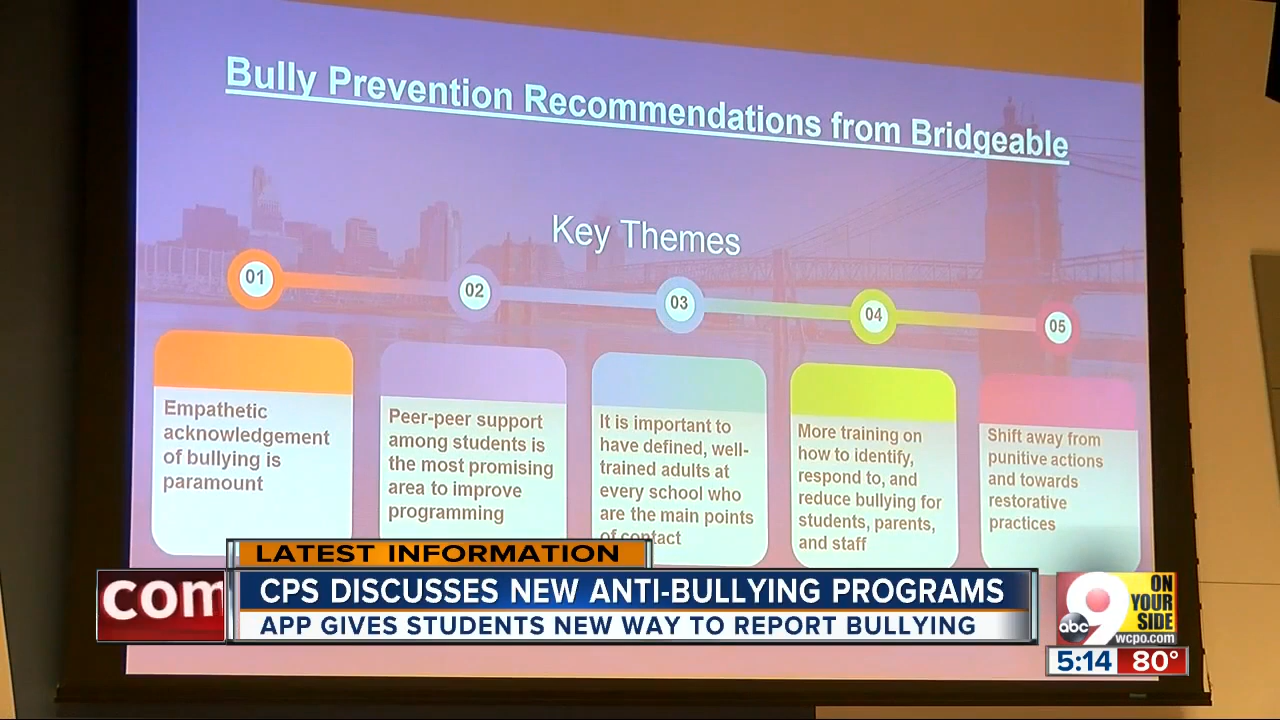 Bully Prevention Recommendations from Bridgeable
Key Themes
01
02
03
04
05
Empathetic
acknowledgement
of bullying is
paramount
Peer-peer support
among students is
the most promising
area to improve
programming
It is important to
have defined, well-
trained adults at
every school who
are the main points
of contact
More training on
how to identify,
respond to, and
reduce bullying for
students, parents,
and staff
Shift away from
punitive actions
and towards
restorative
practices
LATEST INFORMATION
com
CPS DISCUSSES NEW ANTI-BULLYING PROGRAMS
APP GIVES STUDENTS NEW WAY TO REPORT BULLYING
abc
9
ON
YOUR
SIDE
wcpo.com
5:14 80°